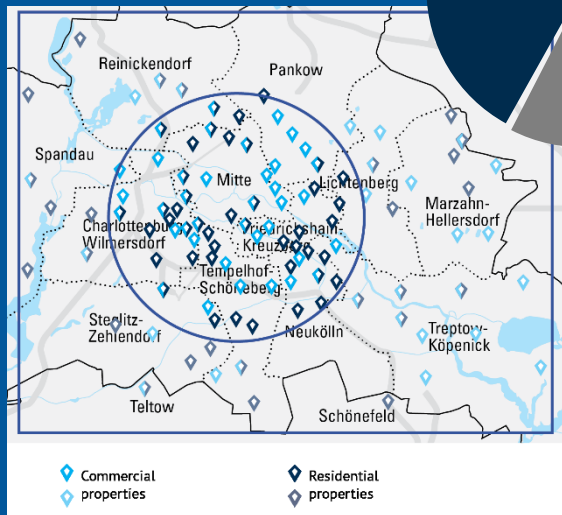 Reinickendorf
Pankow
Spandau
Mitte
Lichtenberg
Marzahn-
Hellersdorf
Charlottenburg
Wilmersdorf
Friedrichshain-
Kreuzberg
Tempelhof-
Schöneberg
Steglitz-
Zehlendorf
Neukölln
Treptow-
Köpenick
Teltow
Schönefeld
Commercial
properties
Residential
properties